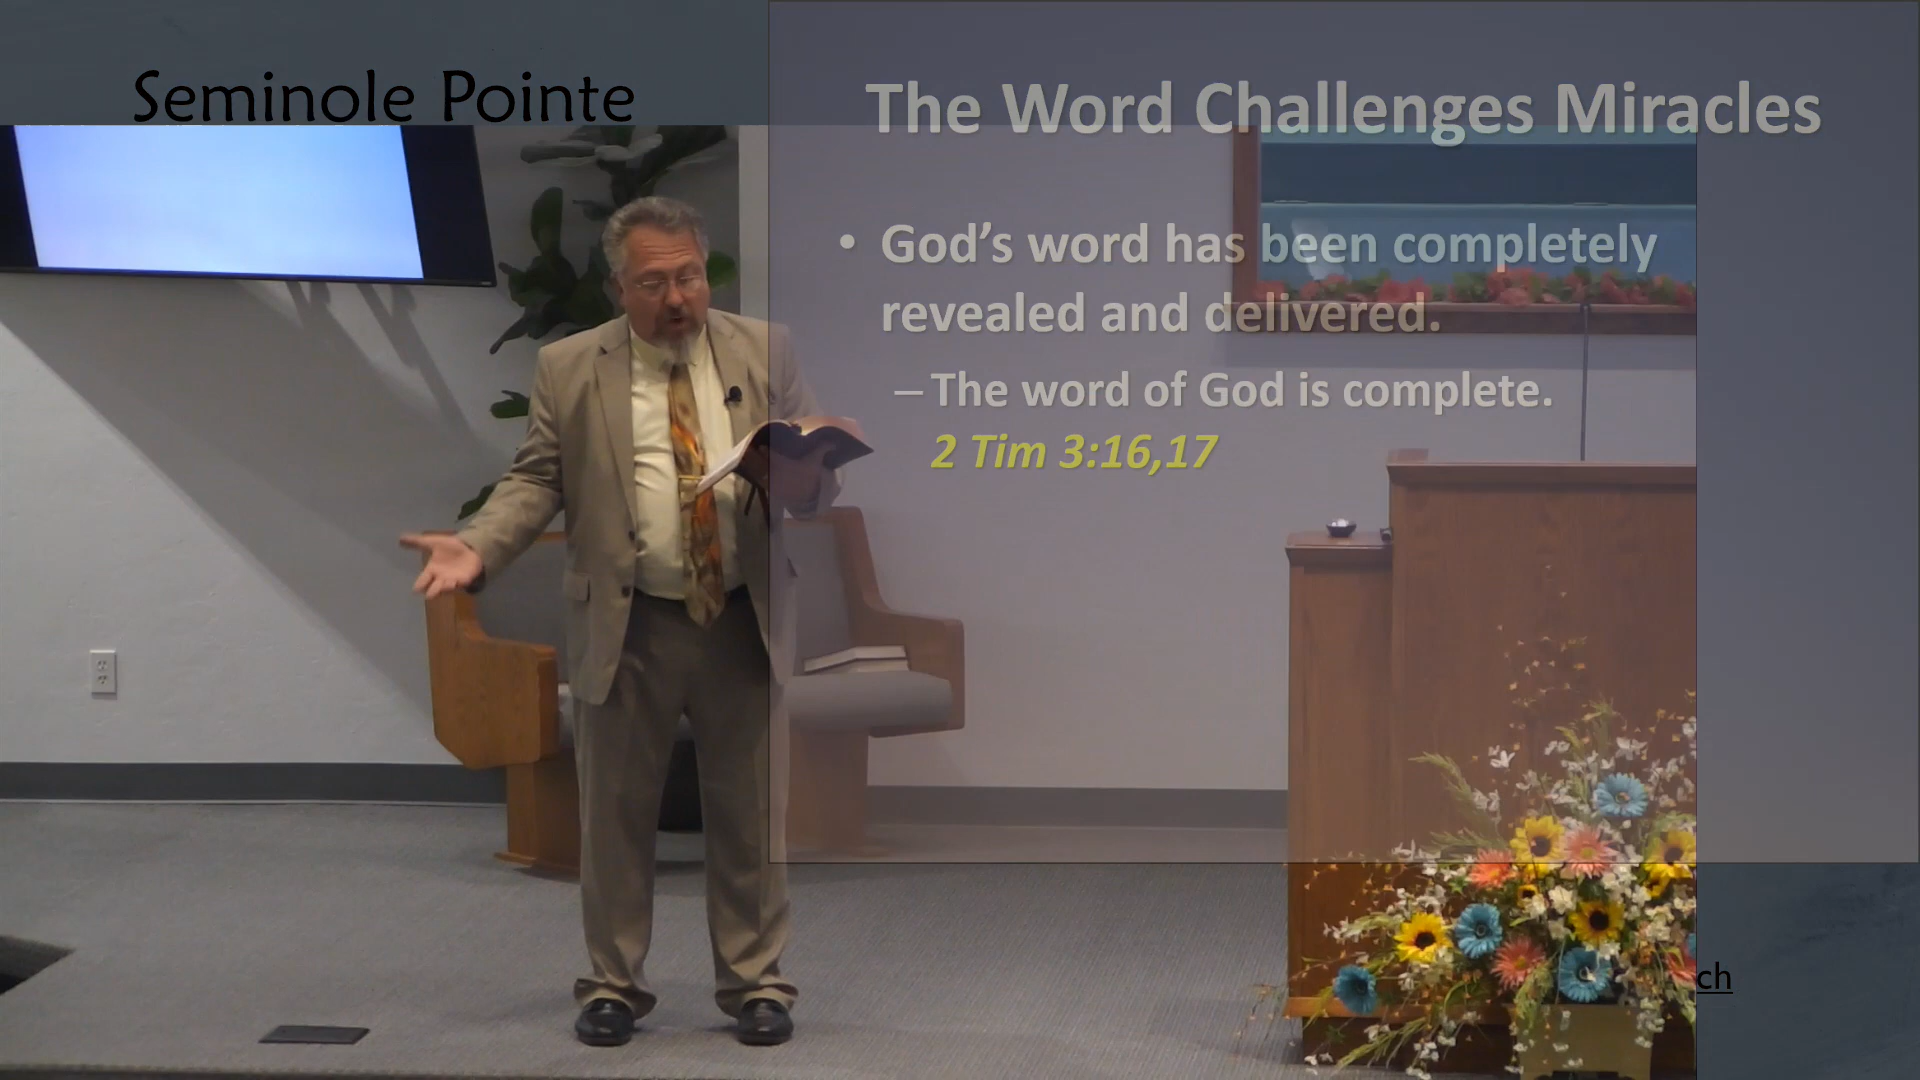 Seminole Pointe
The Word Challenges Miracles
• God’s word has been completely
revealed and delivered.
– The word of God is complete.
2 Tim 3:16,17
ch